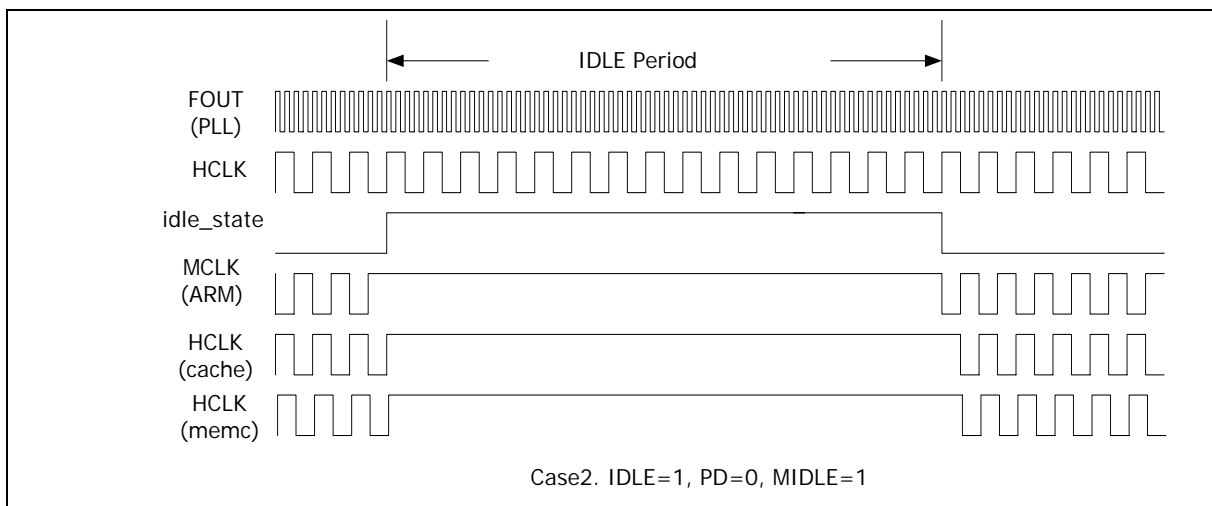 IDLE Period
FOUT
(PLL)
HCLK
idle_state
MCLK
(ARM)
HCLK
(cache)
HCLK
(memc)
Case2. IDLE=1, PD=0, MIDLE=1